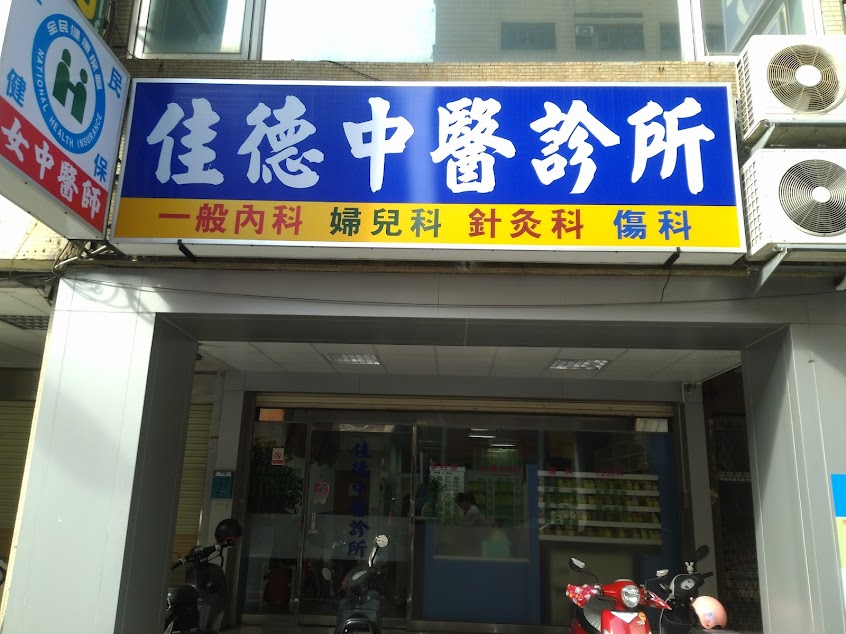 佳德中醫診所
一般內科 婦兒科 針灸科 傷科
全民健康保險
NATIONAL HEALTH INSURANCE
民
健
保
女中醫師
佳德中醫診所